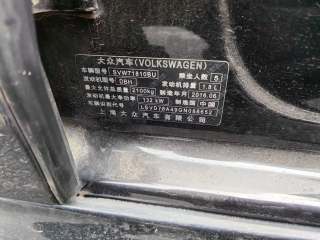 大众汽车(VOLKSWAGEN)
车辆型号 SVW71810BU 乘坐人数 5
发动机型号 DBH 发动机排量 1.8 L
最大允许总质量 2100kg 制造年月 2016.06
发动机最大净功率 132 kW 制造国 中国
车辆识别代号
上海大众汽车有限公司